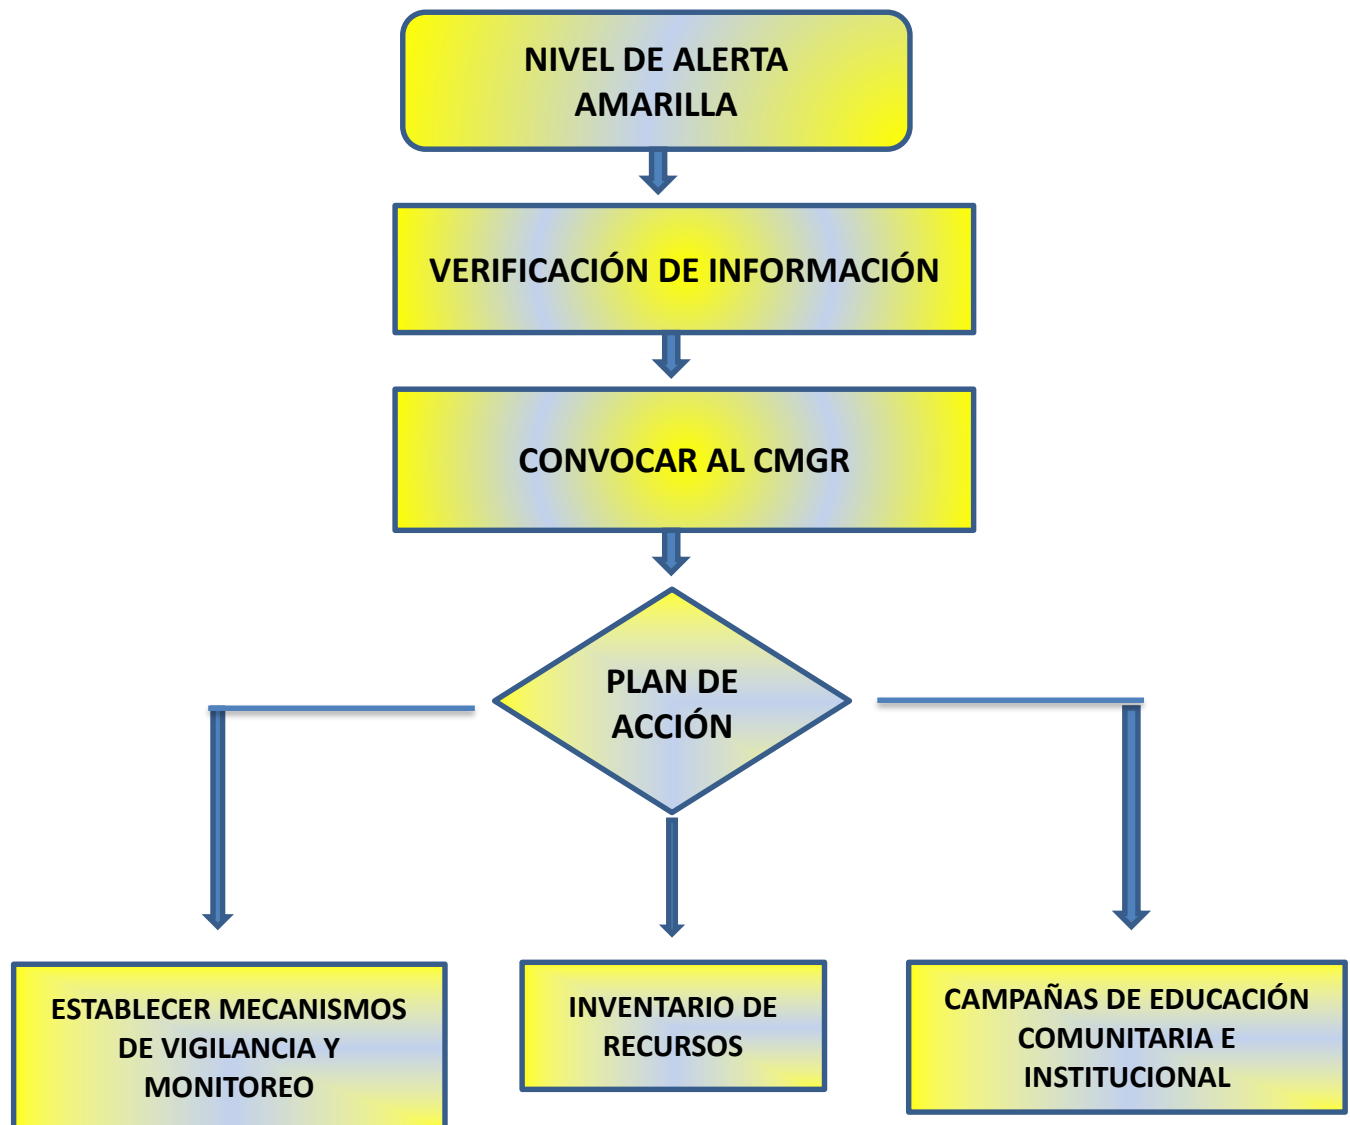 NIVEL DE ALERTA
AMARILLA
VERIFICACIÓN DE INFORMACIÓN
CONVOCAR AL CMGR
PLAN DE
ACCIÓN
ESTABLECER MECANISMOS
DE VIGILANCIA Y
MONITOREO
INVENTARIO DE
RECURSOS
CAMPAÑAS DE EDUCACIÓN
COMUNITARIA E
INSTITUCIONAL